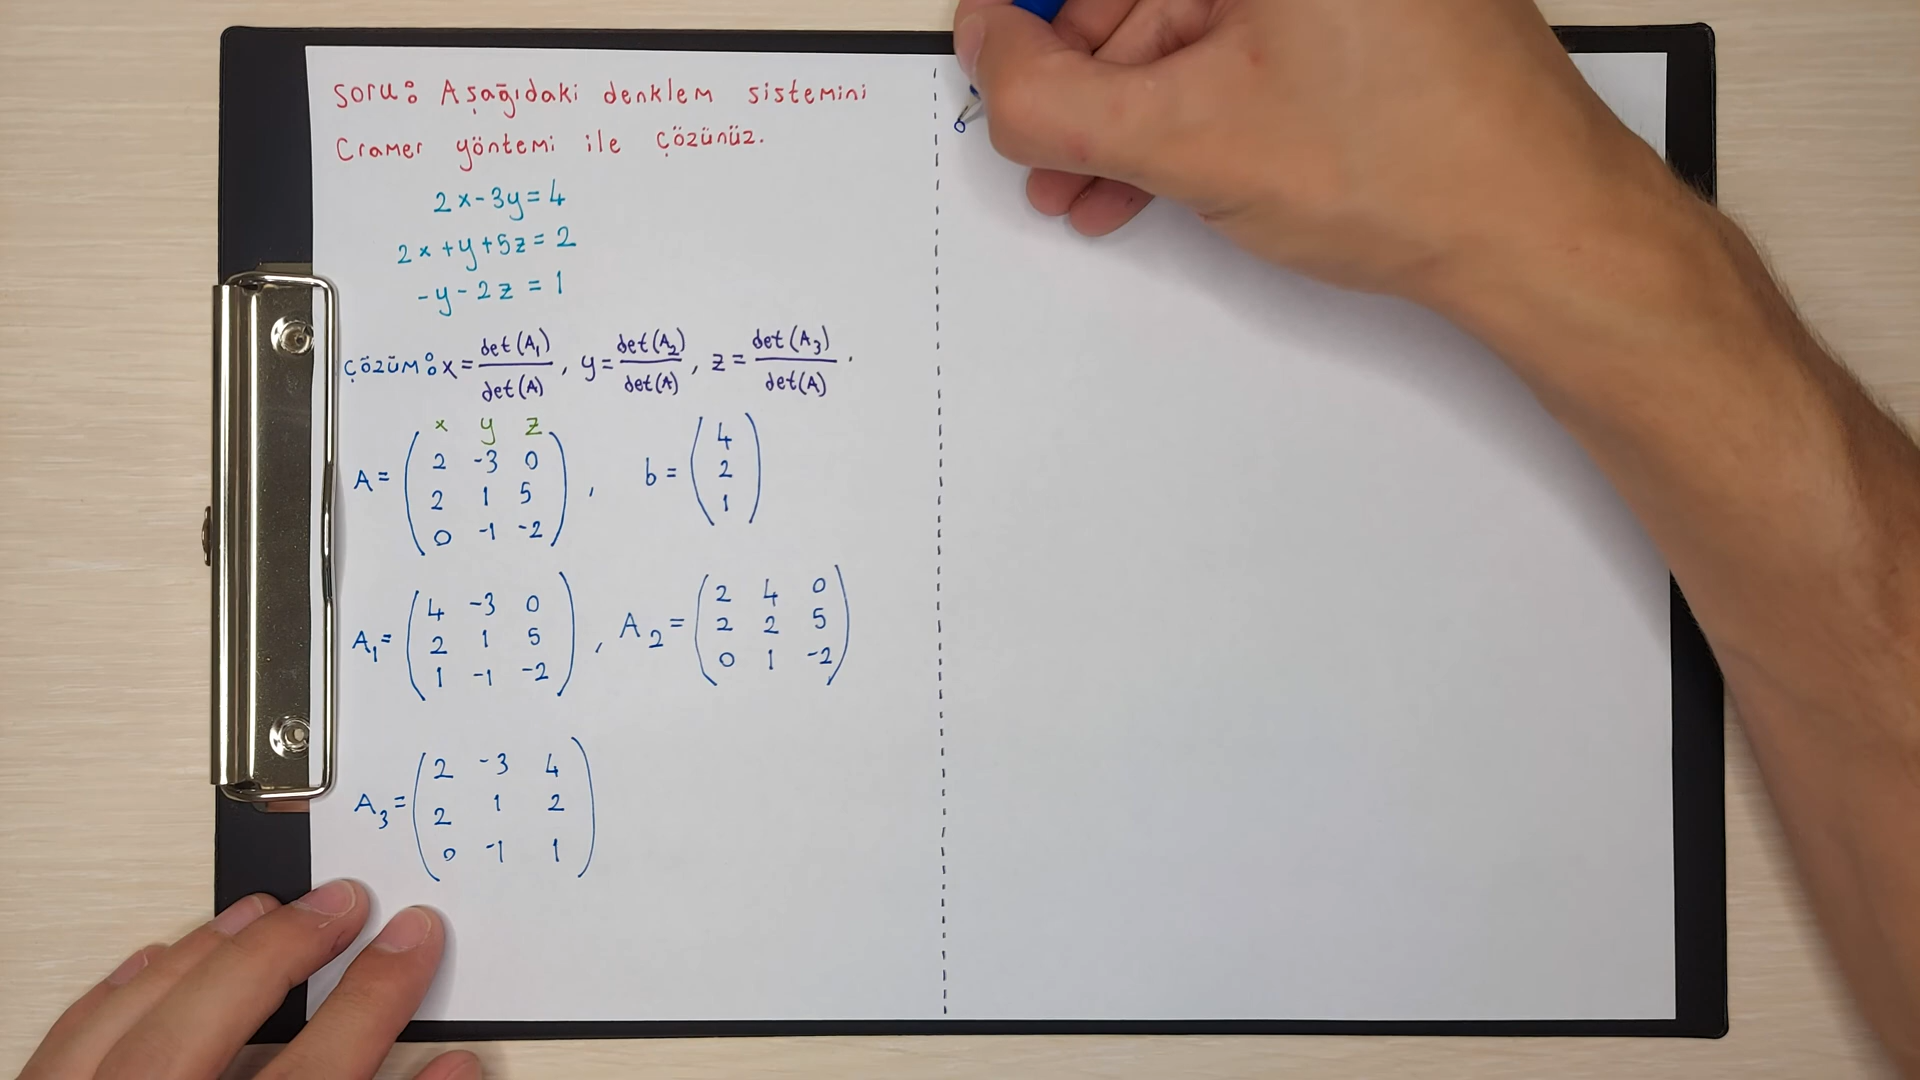 Soru: Aşağıdaki denklem sistemini
Cramer yöntemi ile çözünüz.
2x-3y=4
2x+y+5z=2
-y-2z=1
Çözüm: x=det(A₁)/det(A), y=det(A₂)/det(A), z=det(A₃)/det(A).
x y z
A=(2 -3 0
2 1 5
0 -1 -2), b=(4
2
1)
A₁=(4 -3 0
2 1 5
1 -1 -2), A₂=(2 4 0
2 2 5
0 1 -2)
A₃=(2 -3 4
2 1 2
0 -1 1)